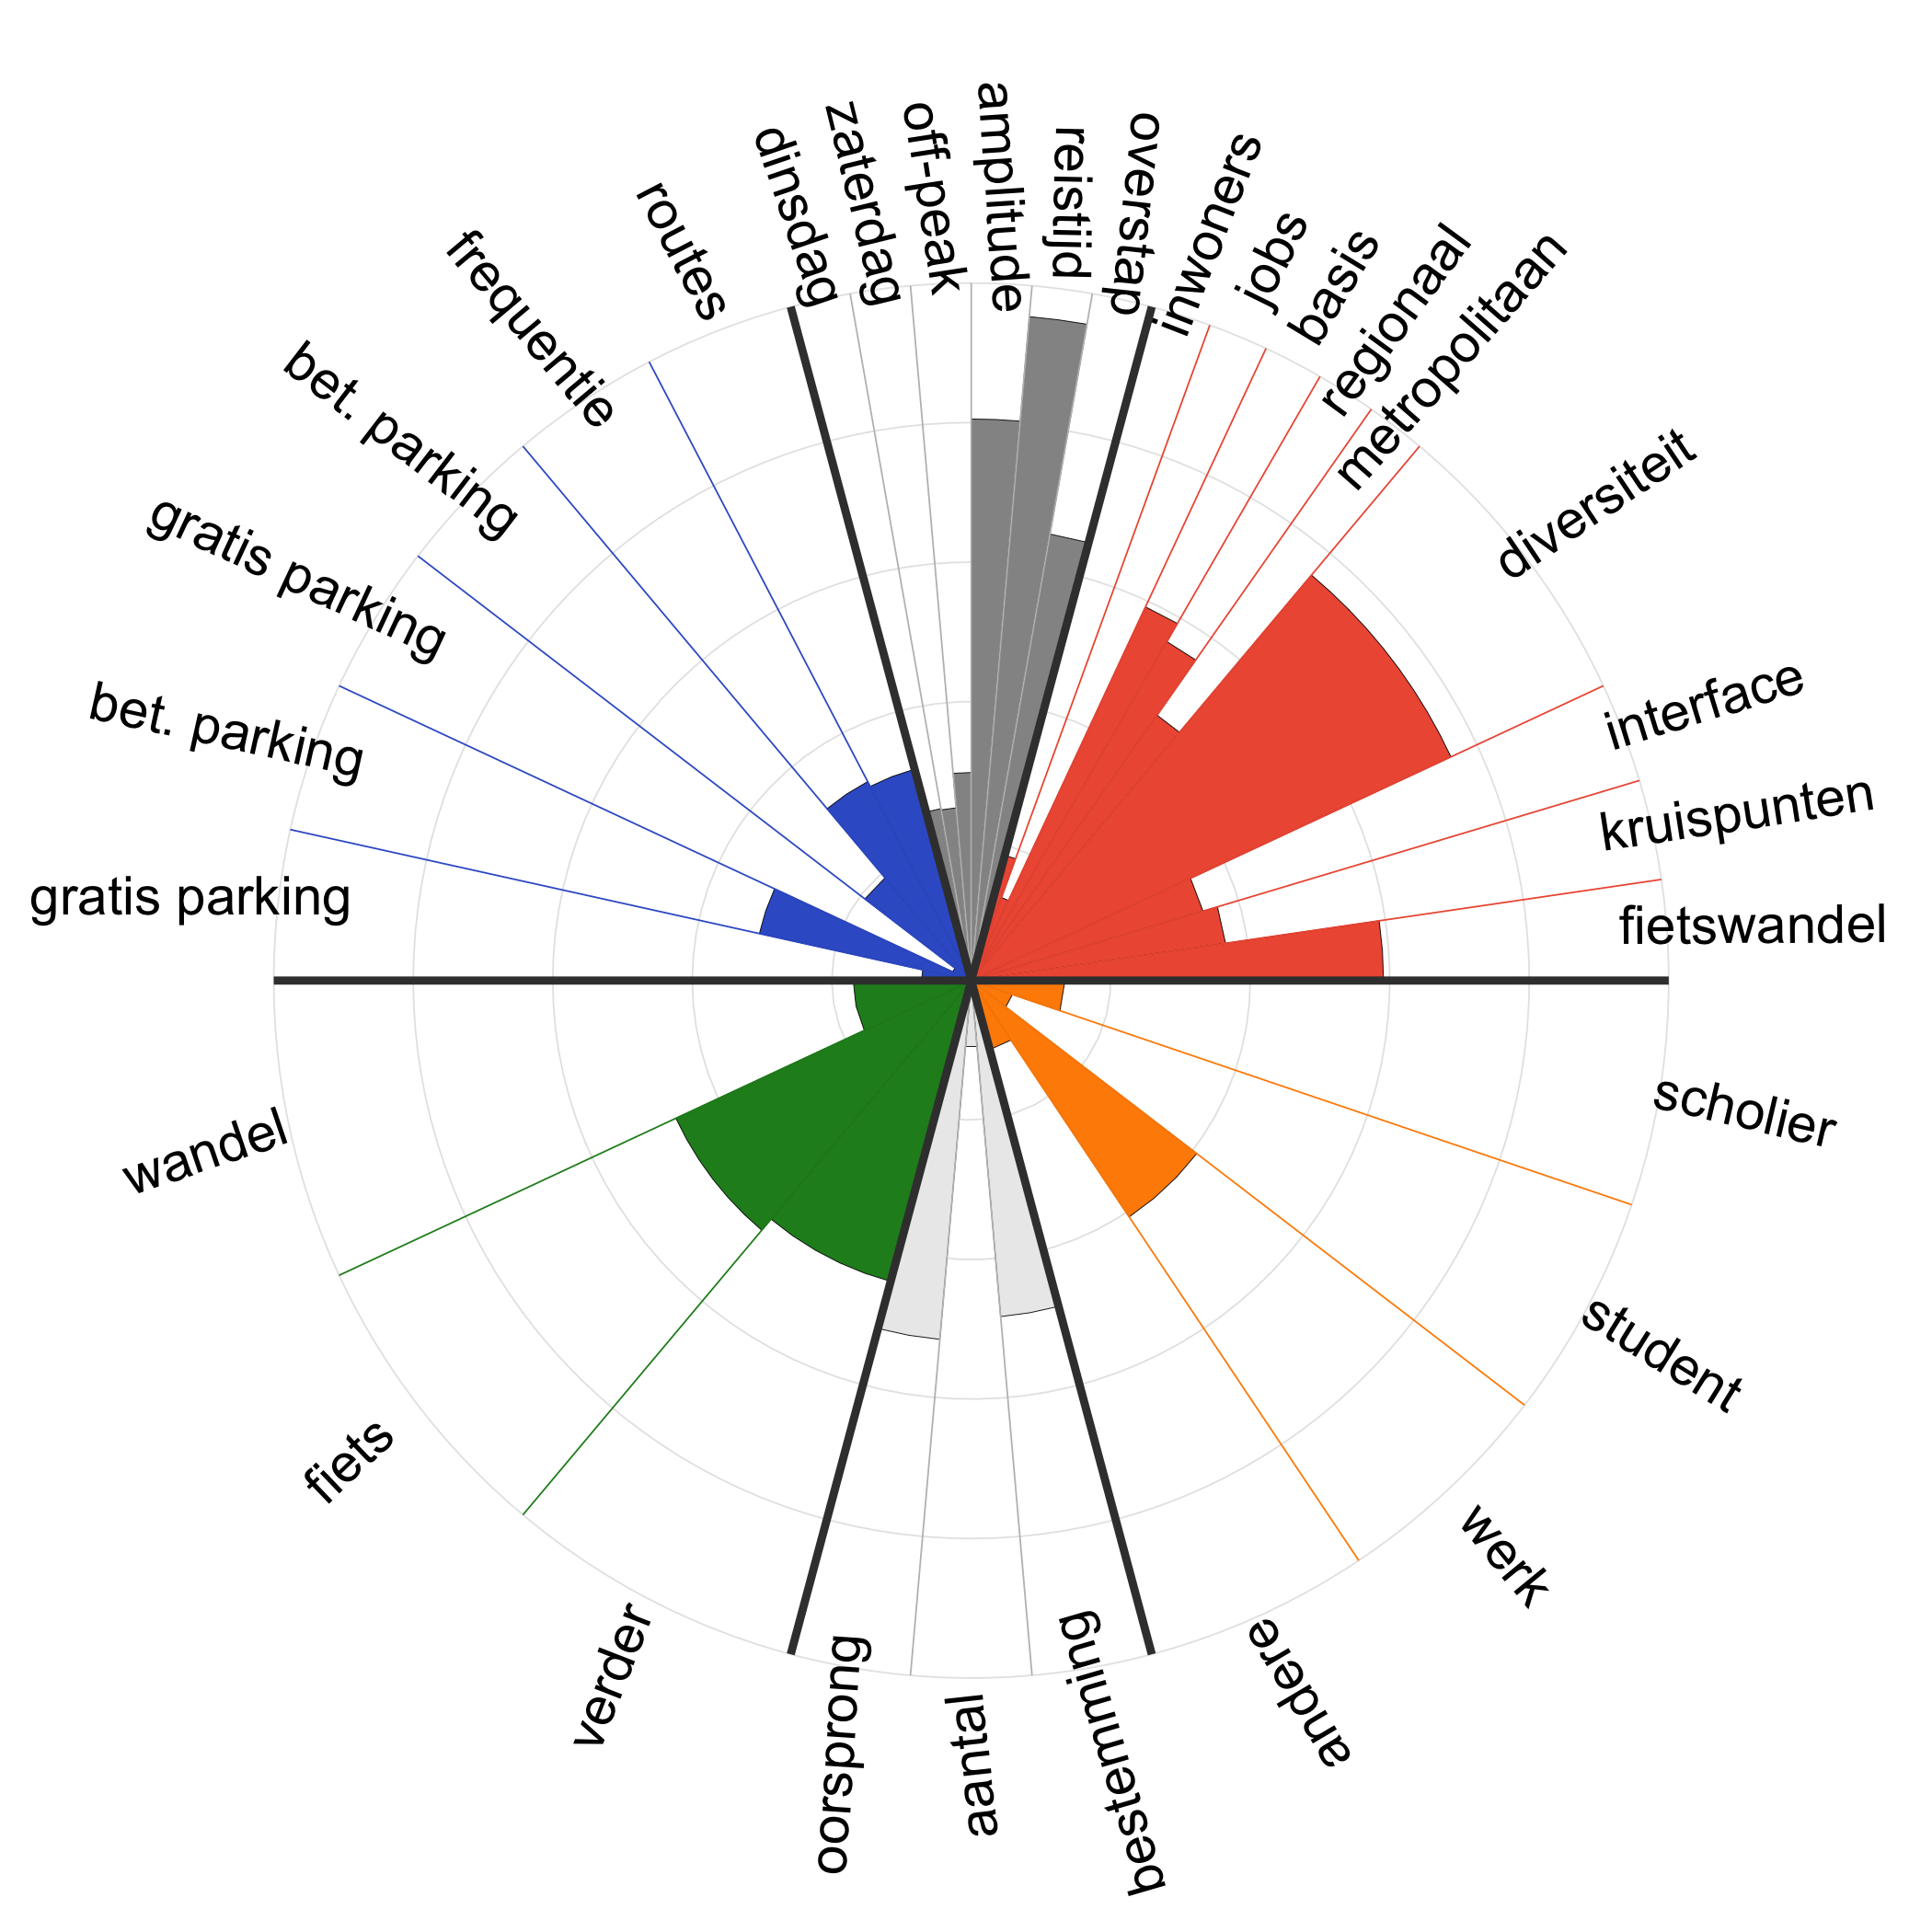 dinsdag
zaterdag
off-peak
amplitude
reistijd
overstap
inwoners
jobs
basis
regionaal
metropolitaan
diversiteit
interface
kruispunten
fietswandel
scholier
student
werk
andere
bestemming
aantal
oorsprong
verder
fiets
wandel
gratis parking
bet. parking
gratis parking
bet. parking
frequentie
routes